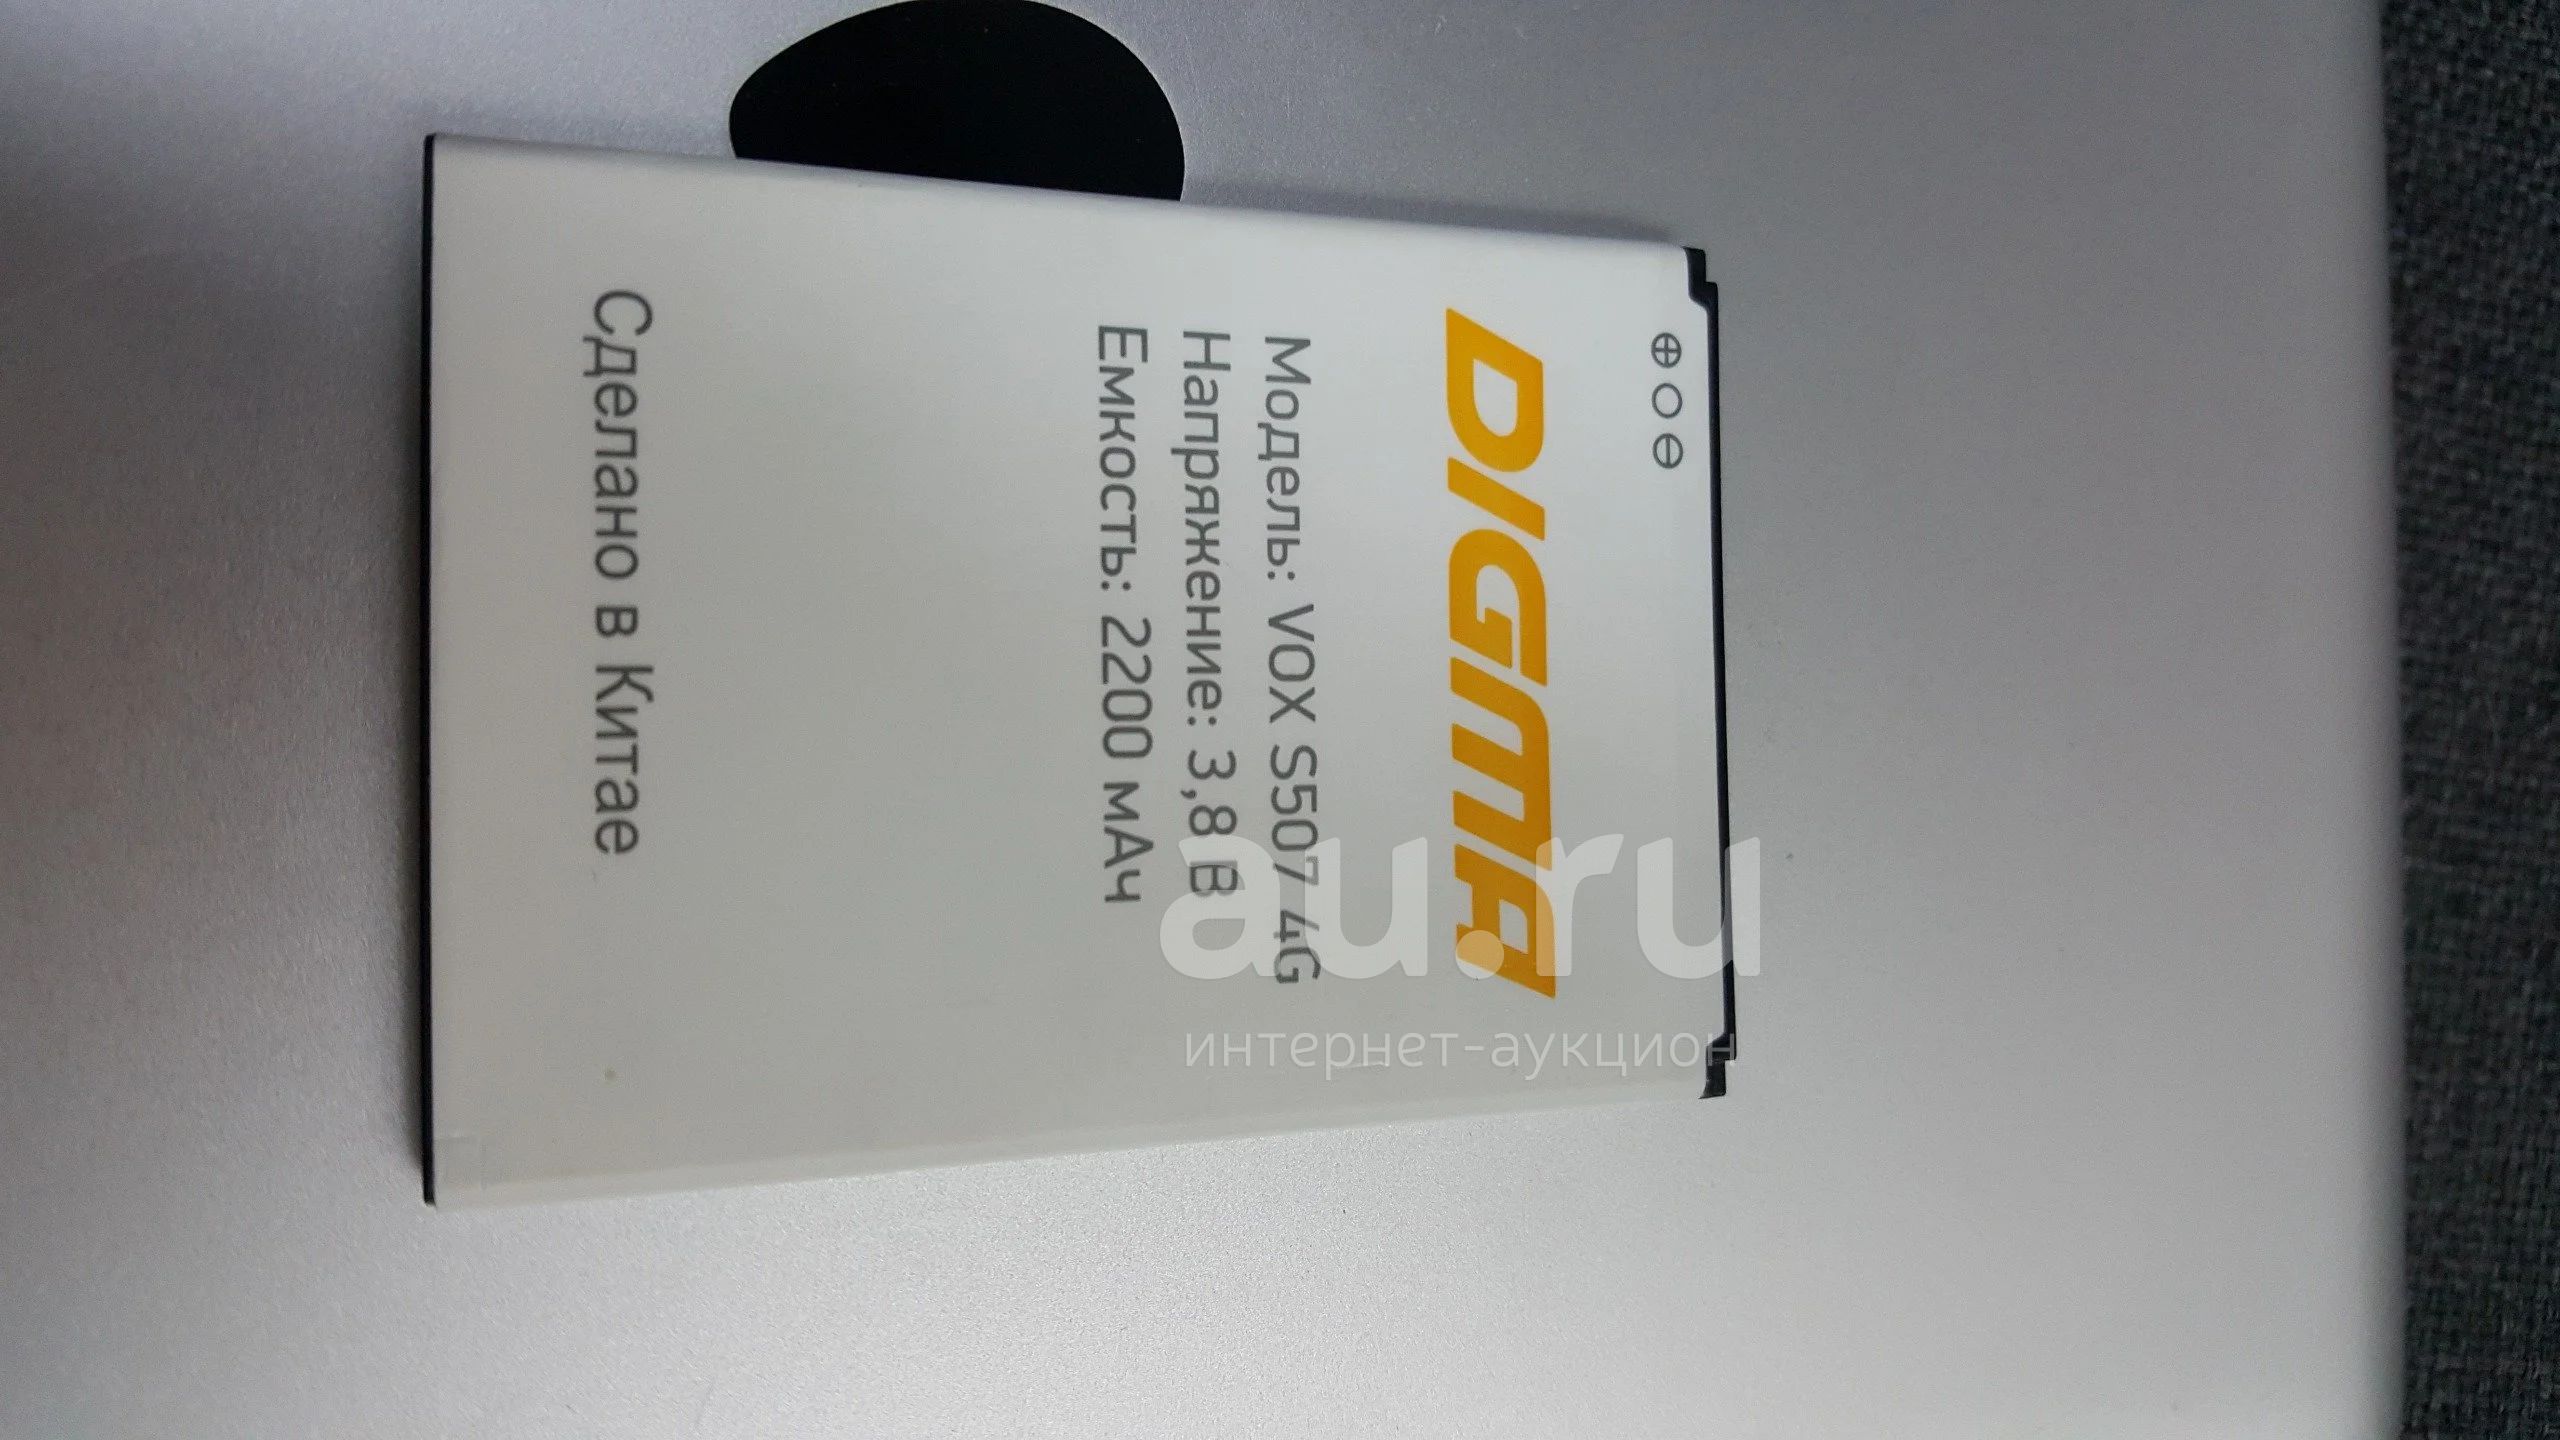 ⊕○⊖
DIGMA
Модель: VOX S507 4G
Напряжение: 3,8 В
Емкость: 2200 мАч
Сделано в Китае
au.ru
интернет-аукцион